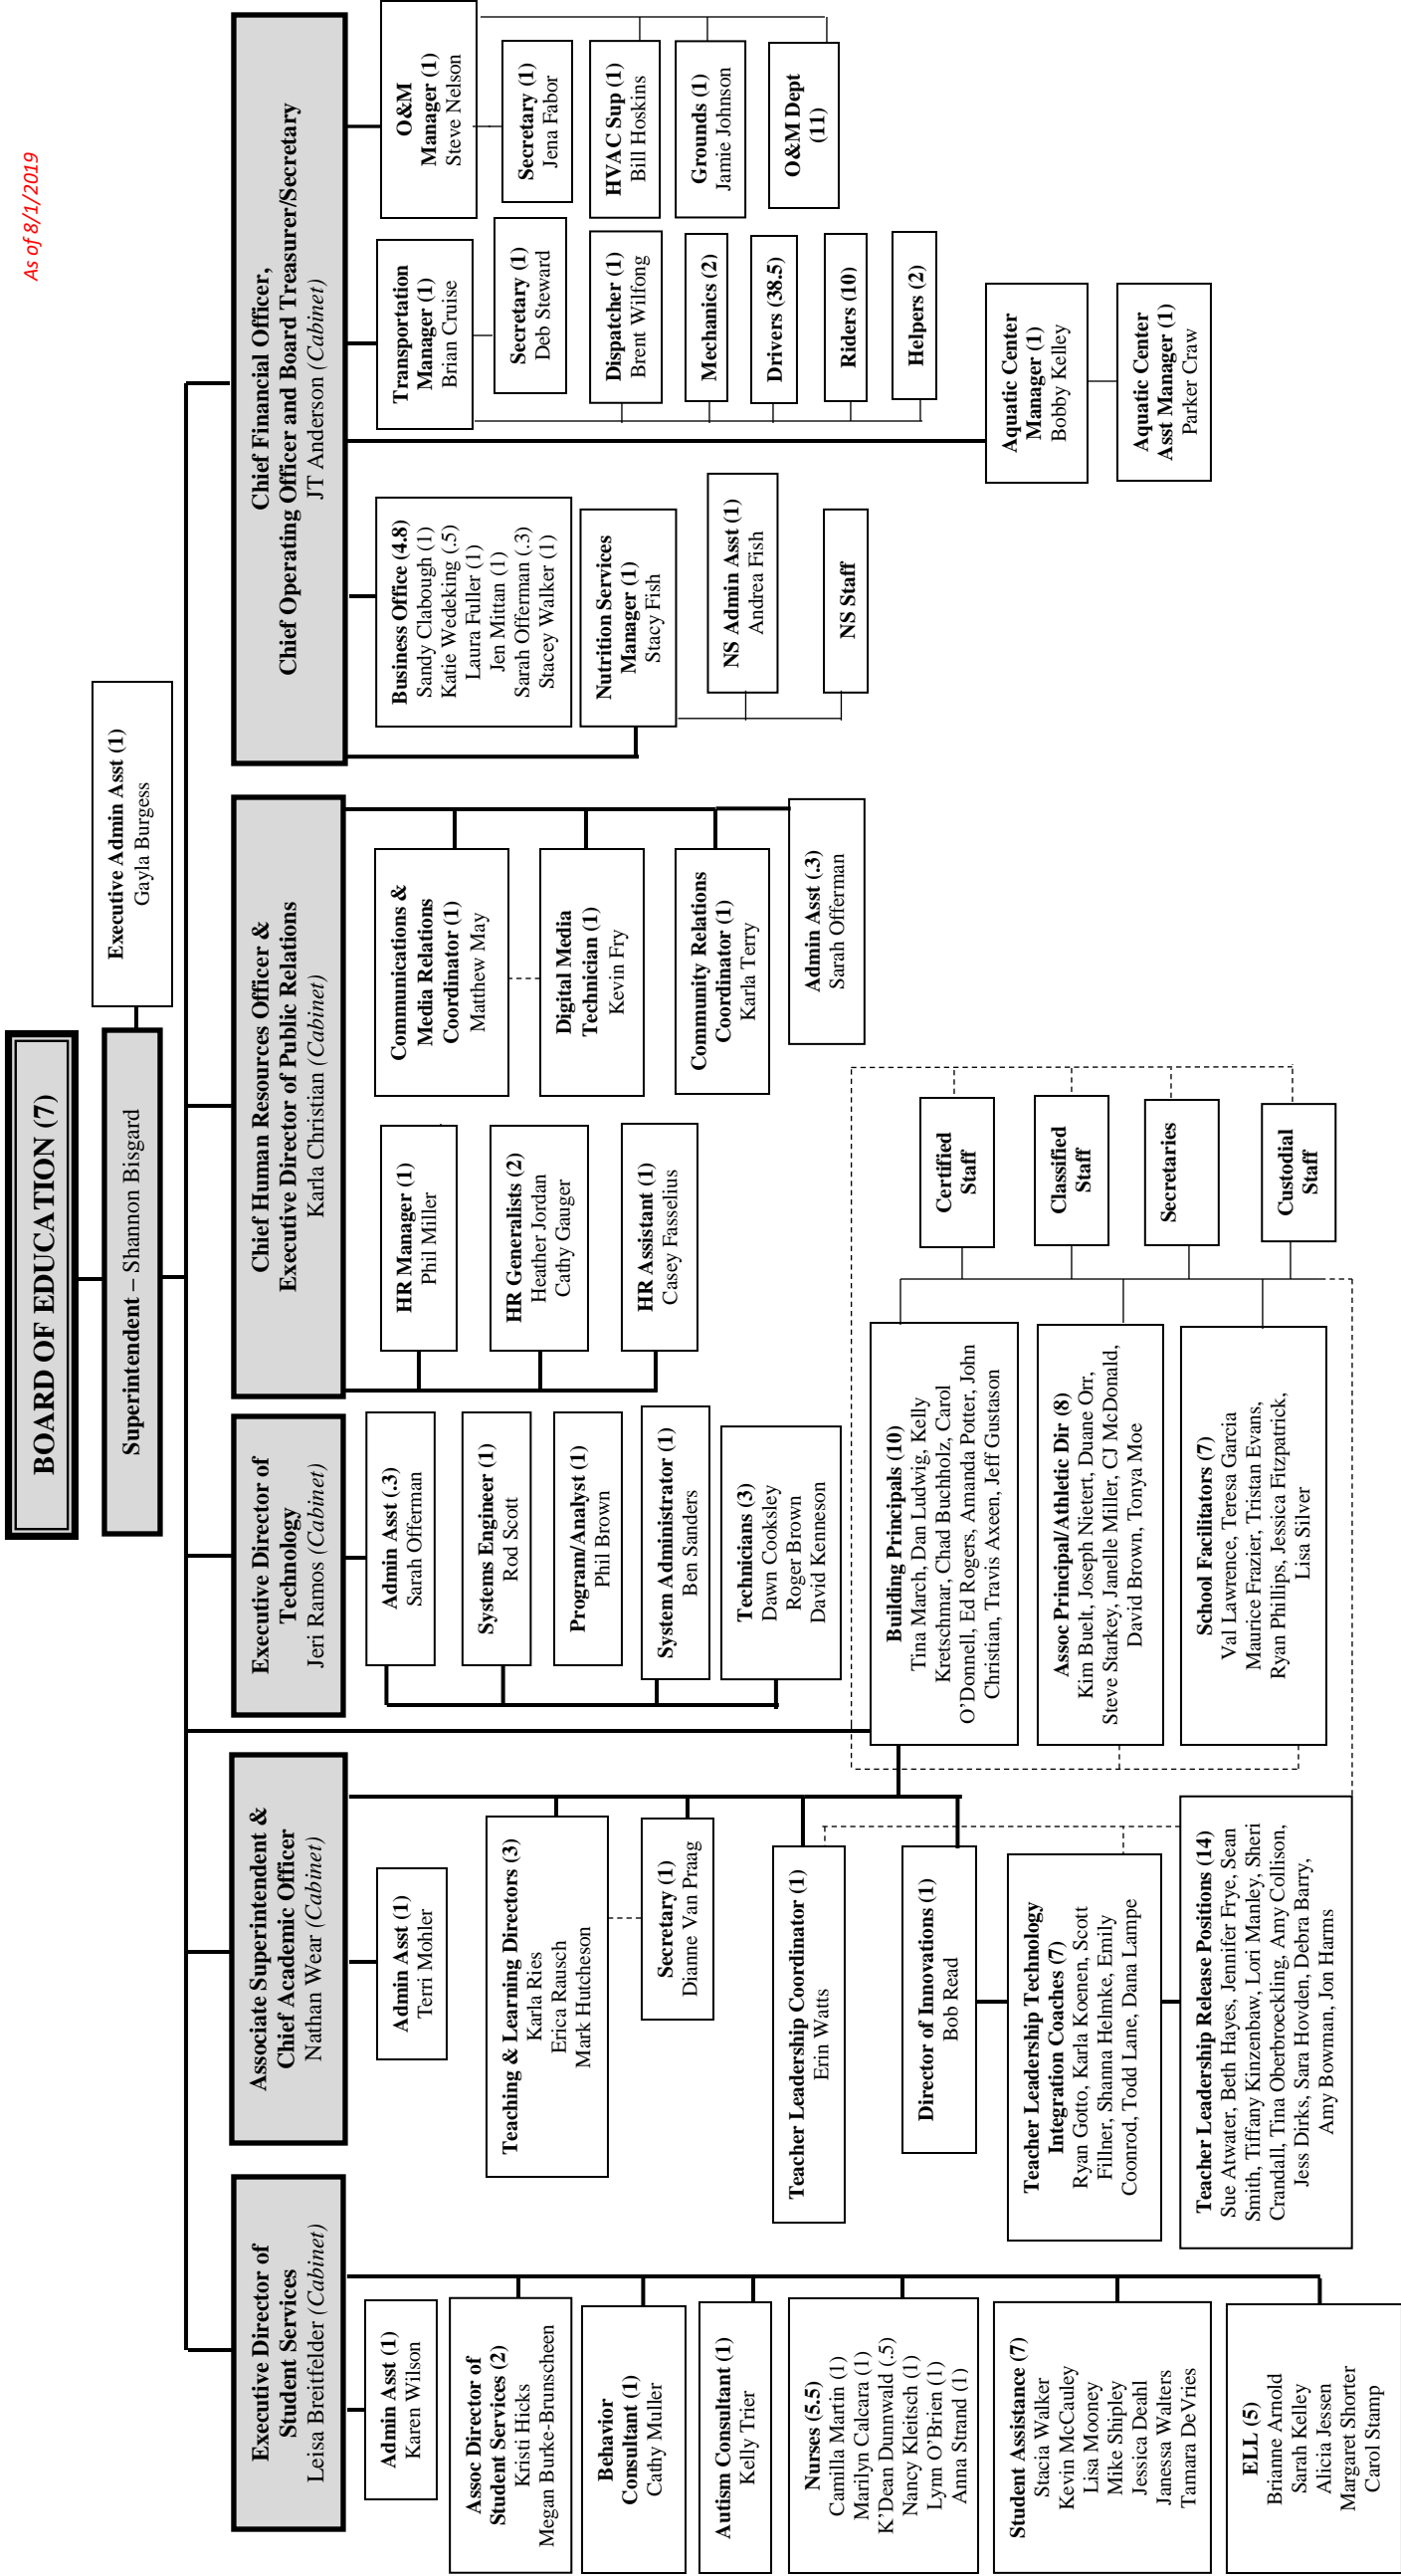 As of 8/1/2019
BOARD OF EDUCATION (7)
Superintendent – Shannon Bisgard
Executive Admin Asst (1)
Gayla Burgess
Executive Director of
Student Services
Leisa Breitfelder (Cabinet)
Admin Asst (1)
Karen Wilson
Assoc Director of
Student Services (2)
Kristi Hicks
Megan Burke-Brunscheen
Behavior
Consultant (1)
Cathy Muller
Autism Consultant (1)
Kelly Trier
Nurses (5.5)
Camilla Martin (1)
Marilyn Calcara (1)
K'Dean Dunnwald (.5)
Nancy Kleitsch (1)
Lynn O'Brien (1)
Anna Strand (1)
Student Assistance (7)
Stacia Walker
Kevin McCauley
Lisa Mooney
Mike Shipley
Jessica Deahl
Janessa Walters
Tamara DeVries
ELL (5)
Brianne Arnold
Sarah Kelley
Alicia Jessen
Margaret Shorter
Carol Stamp
Associate Superintendent &
Chief Academic Officer
Nathan Wear (Cabinet)
Admin Asst (1)
Terri Mohler
Teaching & Learning Directors (3)
Karla Ries
Erica Rausch
Mark Hutcheson
Secretary (1)
Dianne Van Praag
Teacher Leadership Coordinator (1)
Erin Watts
Director of Innovations (1)
Bob Read
Teacher Leadership Technology
Integration Coaches (7)
Ryan Gotto, Karla Koenen, Scott
Fillner, Shanna Helmke, Emily
Coonrod, Todd Lane, Dana Lampe
Teacher Leadership Release Positions (14)
Sue Atwater, Beth Hayes, Jennifer Frye, Sean
Smith, Tiffany Kinzenbaw, Lori Manley, Sheri
Crandall, Tina Oberbroeckling, Amy Collison,
Jess Dirks, Sara Hovden, Debra Barry,
Amy Bowman, Jon Harms
Executive Director of
Technology
Jeri Ramos (Cabinet)
Admin Asst (.3)
Sarah Offerman
Systems Engineer (1)
Rod Scott
Program/Analyst (1)
Phil Brown
System Administrator (1)
Ben Sanders
Technicians (3)
Dawn Cooksley
Roger Brown
David Kenneson
Building Principals (10)
Tina March, Dan Ludwig, Kelly
Kretschmar, Chad Buchholz, Carol
O'Donnell, Ed Rogers, Amanda Potter, John
Christian, Travis Axeen, Jeff Gustason
Assoc Principal/Athletic Dir (8)
Kim Buelt, Joseph Nietert, Duane Orr,
Steve Starkey, Janelle Miller, CJ McDonald,
David Brown, Tonya Moe
School Facilitators (7)
Val Lawrence, Teresa Garcia
Maurice Frazier, Tristan Evans,
Ryan Phillips, Jessica Fitzpatrick,
Lisa Silver
Certified
Staff
Classified
Staff
Secretaries
Custodial
Staff
Chief Human Resources Officer &
Executive Director of Public Relations
Karla Christian (Cabinet)
HR Manager (1)
Phil Miller
HR Generalists (2)
Heather Jordan
Cathy Gauger
HR Assistant (1)
Casey Fasselius
Communications &
Media Relations
Coordinator (1)
Matthew May
Digital Media
Technician (1)
Kevin Fry
Community Relations
Coordinator (1)
Karla Terry
Admin Asst (.3)
Sarah Offerman
Chief Financial Officer,
Chief Operating Officer and Board Treasurer/Secretary
JT Anderson (Cabinet)
Business Office (4.8)
Sandy Clabough (1)
Katie Wedeking (.5)
Laura Fuller (1)
Jen Mittan (1)
Sarah Offerman (.3)
Stacey Walker (1)
Nutrition Services
Manager (1)
Stacy Fish
NS Admin Asst (1)
Andrea Fish
NS Staff
Transportation
Manager (1)
Brian Cruise
Secretary (1)
Deb Steward
Dispatcher (1)
Brent Wilfong
Mechanics (2)
Drivers (38.5)
Riders (10)
Helpers (2)
Aquatic Center
Manager (1)
Bobby Kelley
Aquatic Center
Asst Manager (1)
Parker Craw
O&M
Manager (1)
Steve Nelson
Secretary (1)
Jena Fabor
HVAC Sup (1)
Bill Hoskins
Grounds (1)
Jamie Johnson
O&M Dept
(11)